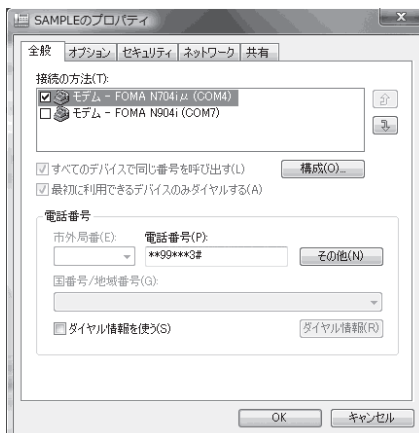 SAMPLEのプロパティ
全般 オプション セキュリティ ネットワーク 共有
接続の方法(T):
モデム - FOMA N704iμ (COM4)
モデム - FOMA N904i (COM7)
すべてのデバイスで同じ番号を呼び出す(L)
構成(O)...
最初に利用できるデバイスのみダイヤルする(A)
電話番号
市外局番(E): 電話番号(P):
**99***3# その他(N)
国番号/地域番号(G):
ダイヤル情報を使う(S) ダイヤル情報(R)
OK キャンセル